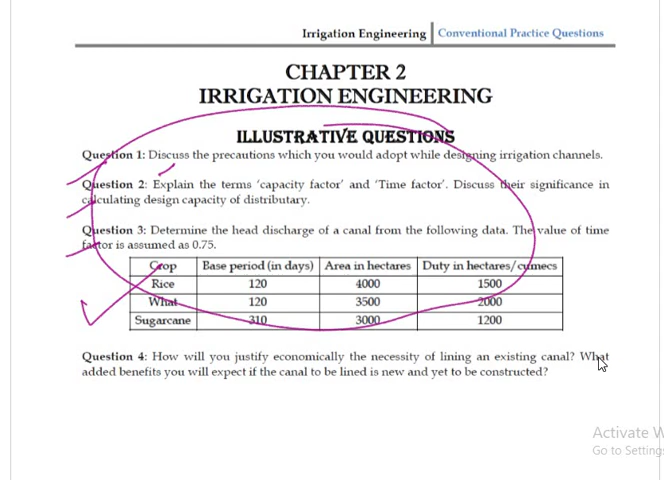 Irrigation Engineering Conventional Practice Questions
CHAPTER 2
IRRIGATION ENGINEERING
ILLUSTRATIVE QUESTIONS
Question 1: Discuss the precautions which you would adopt while designing irrigation channels.
Question 2: Explain the terms 'capacity factor' and 'Time factor'. Discuss their significance in
calculating design capacity of distributary.
Question 3: Determine the head discharge of a canal from the following data. The value of time
factor is assumed as 0.75.
Crop Base period (in days) Area in hectares Duty in hectares/cumecs
Rice 120 4000 1500
What 120 3500 2000
Sugarcane 310 3000 1200
Question 4: How will you justify economically the necessity of lining an existing canal? What
added benefits you will expect if the canal to be lined is new and yet to be constructed?
Activate W
Go to Setting